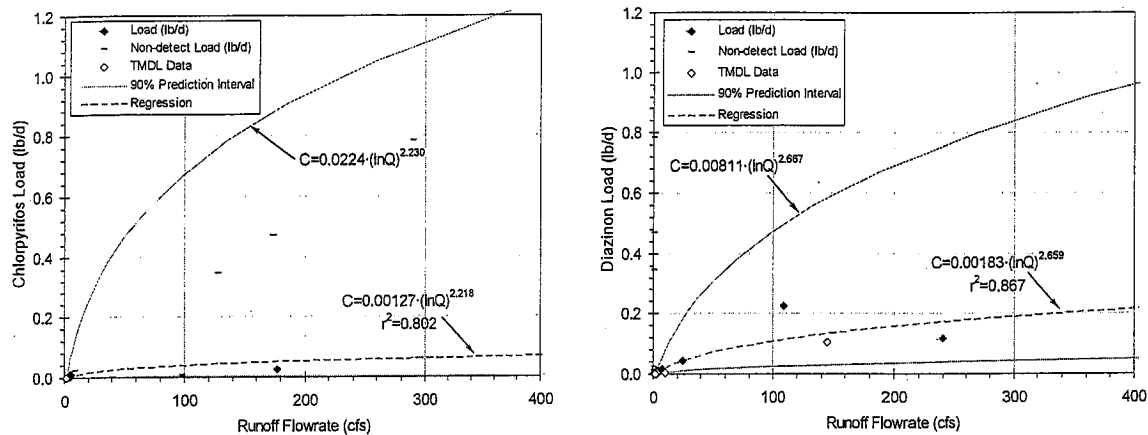 Load (lb/d)
Non-detect Load (lb/d)
TMDL Data
90% Prediction Interval
Regression
1.2
1.0
0.8
0.6
0.4
0.2
0.0
Chlorpyrifos Load (lb/d)
C=0.0224·(lnQ)^2.230
C=0.00127·(lnQ)^2.218
r²=0.802
0
100
200
300
400
Runoff Flowrate (cfs)
Load (lb/d)
Non-detect Load (lb/d)
TMDL Data
90% Prediction Interval
Regression
1.2
1.0
0.8
0.6
0.4
0.2
0.0
Diazinon Load (lb/d)
C=0.00811·(lnQ)^2.667
C=0.00183·(lnQ)^2.659
r²=0.867
0
100
200
300
400
Runoff Flowrate (cfs)